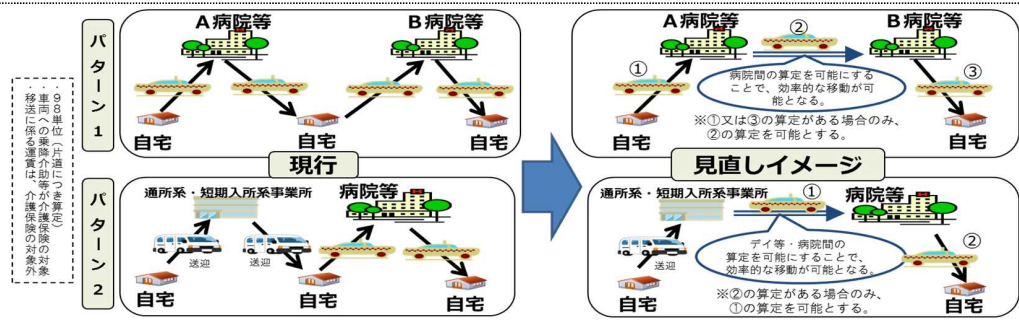 ・98単位（片道につき算定）
・車両への乗降介助等が介護保険の対象
・移送に係る運賃は、介護保険の対象外
パターン１
A病院等
B病院等
自宅
自宅
自宅
現行
パターン２
通所系・短期入所系事業所
病院等
送迎
送迎
自宅
自宅
自宅
A病院等
②
B病院等
①
③
病院間の算定を可能にする
ことで、効率的な移動が可
能となる。
自宅
自宅
※①又は③の算定がある場合のみ、
②の算定を可能とする。
見直しイメージ
通所系・短期入所系事業所
①
病院等
送迎
デイ等・病院間の
算定を可能にすることで、
効率的な移動が可能となる。
②
自宅
自宅
※②の算定がある場合のみ、
①の算定を可能とする。